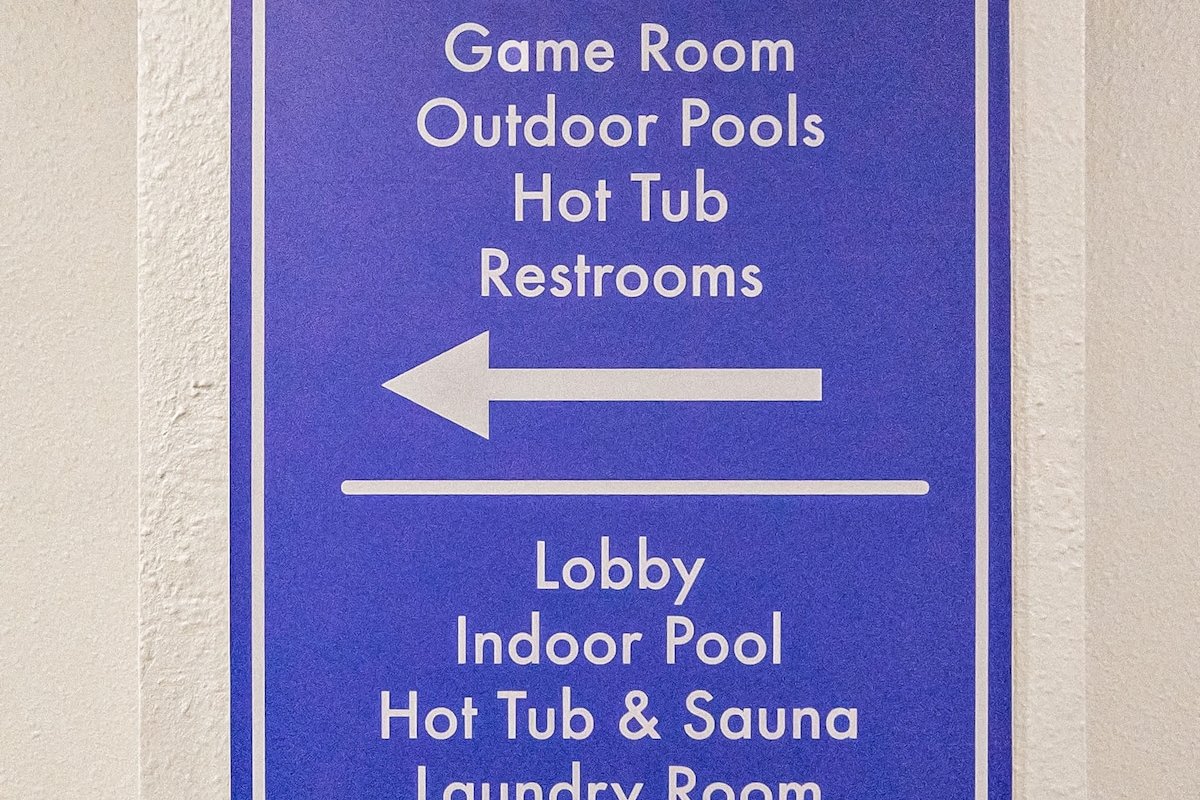 Game Room
Outdoor Pools
Hot Tub
Restrooms
Lobby
Indoor Pool
Hot Tub & Sauna
Laundry Room